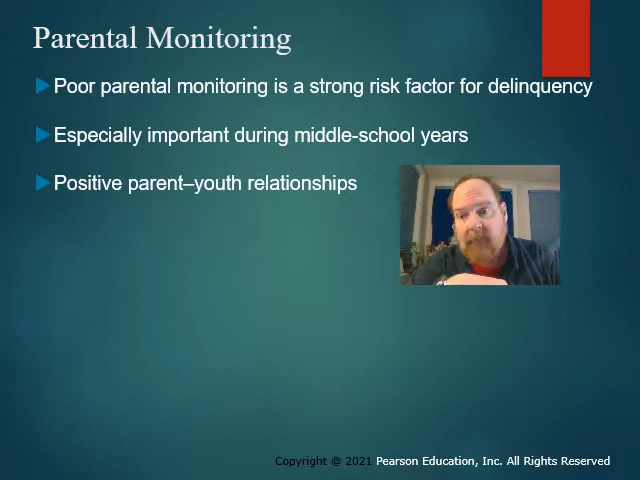 Parental Monitoring
Poor parental monitoring is a strong risk factor for delinquency
Especially important during middle-school years
Positive parent–youth relationships
Copyright @ 2021 Pearson Education, Inc. All Rights Reserved